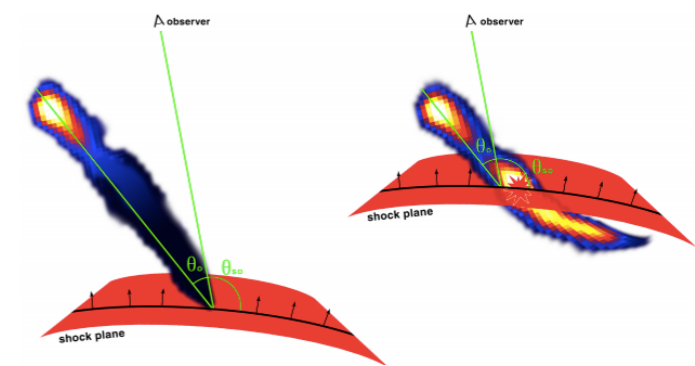 observer
θo
θso
shock plane
observer
θo
θso
shock plane